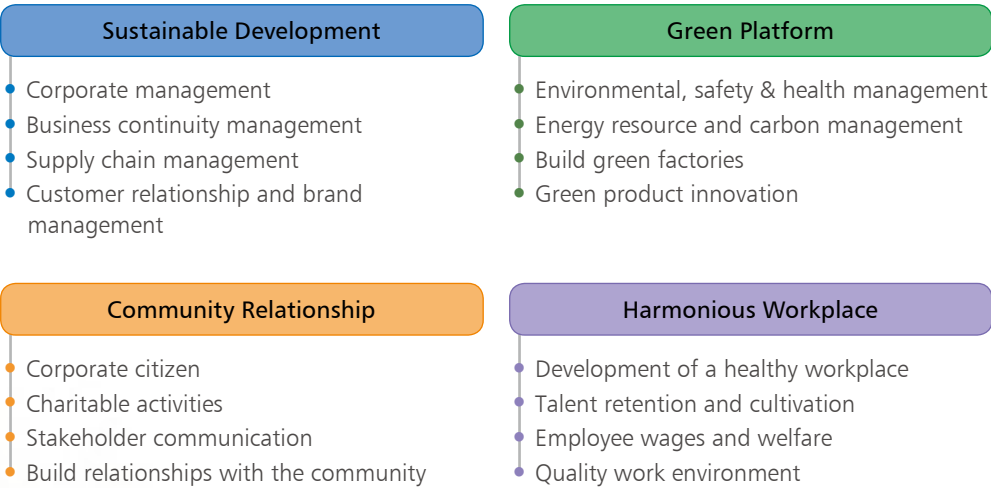 Sustainable Development
Corporate management
Business continuity management
Supply chain management
Customer relationship and brand
management
Green Platform
Environmental, safety & health management
Energy resource and carbon management
Build green factories
Green product innovation
Community Relationship
Corporate citizen
Charitable activities
Stakeholder communication
Build relationships with the community
Harmonious Workplace
Development of a healthy workplace
Talent retention and cultivation
Employee wages and welfare
Quality work environment